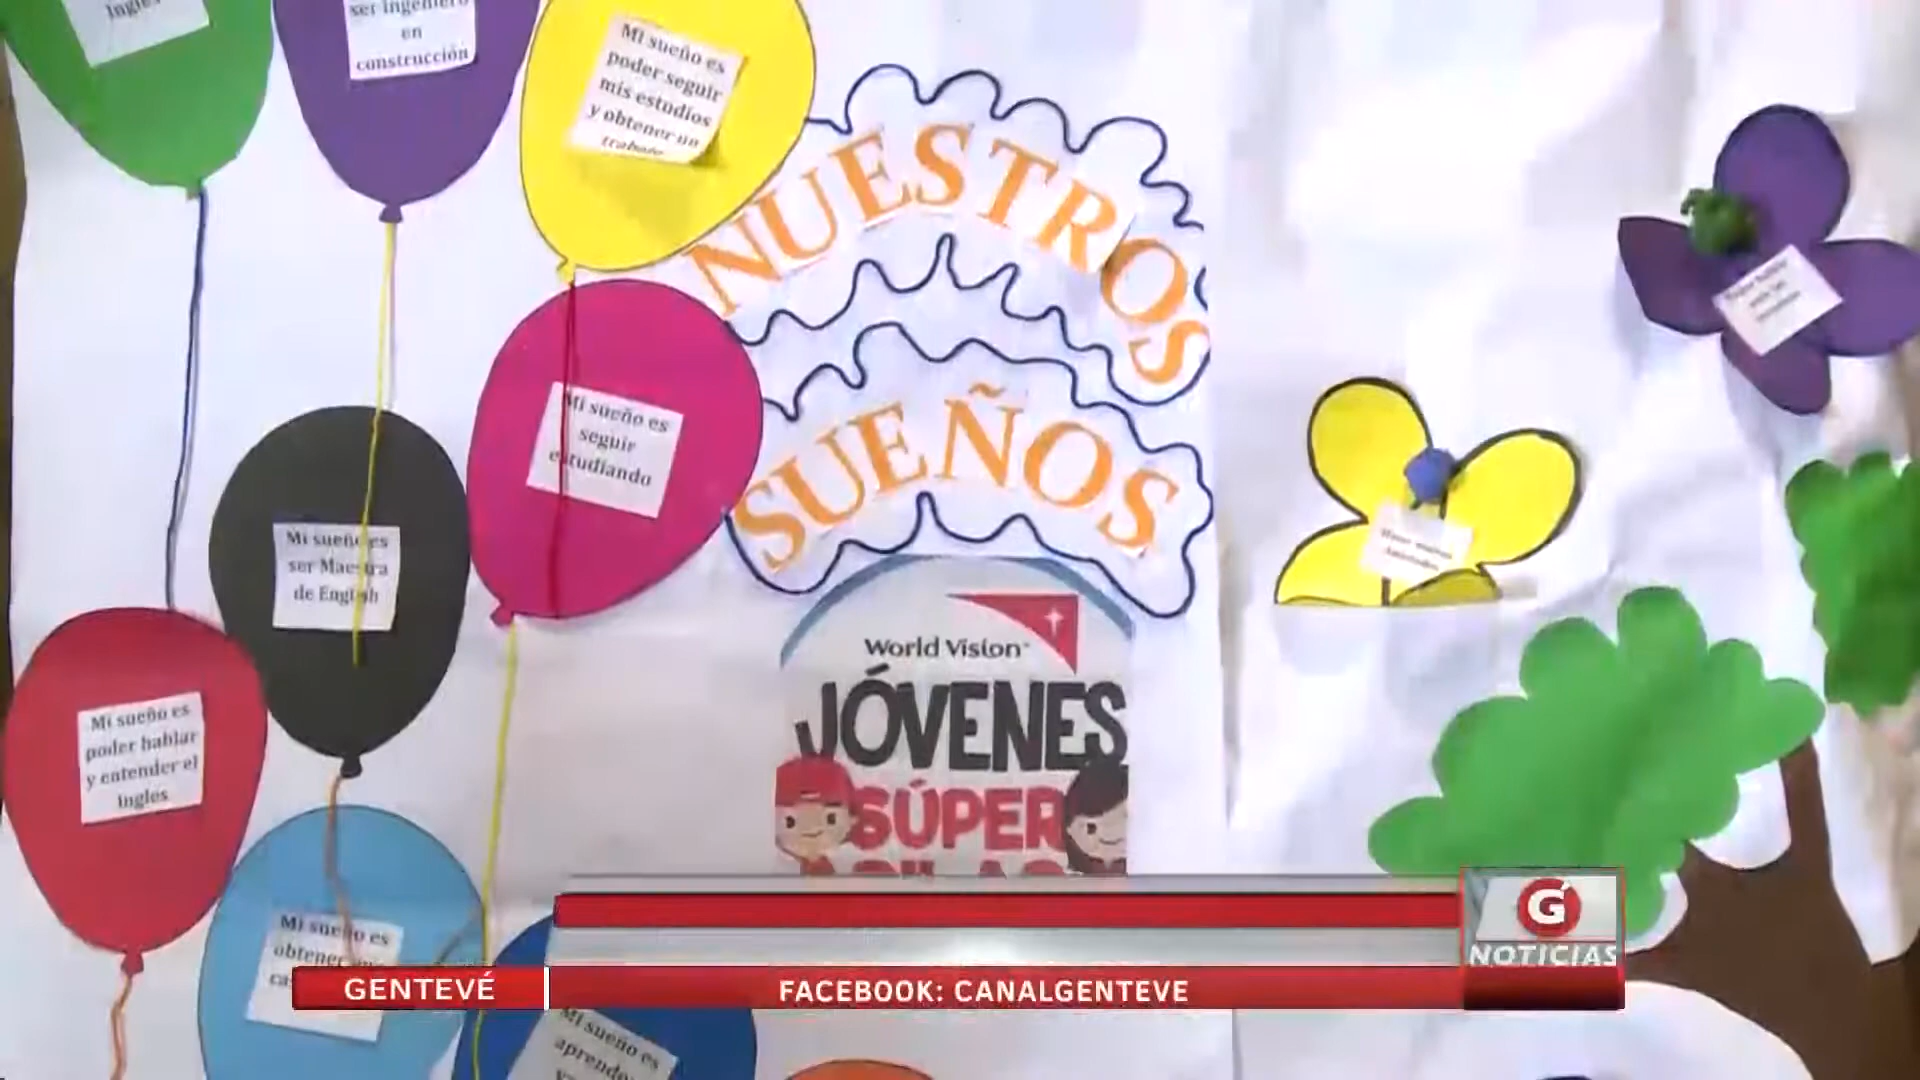 Ingles
ser ingeniero
en
construcción
Mi sueño es
poder seguir
mis estudios
y obtener un
NUESTROS
SUEÑOS
Mi sueño es
seguir
estudiando
Mi sueño es
ser Maestra
de English
Mi sueño es
poder hablar
y entender el
ingles
Mi sueño es
obtener
Mi sueño es
World Vision
JÓVENES
SÚPER
G
NOTICIAS
GENTEVÉ
FACEBOOK: CANALGENTEVE